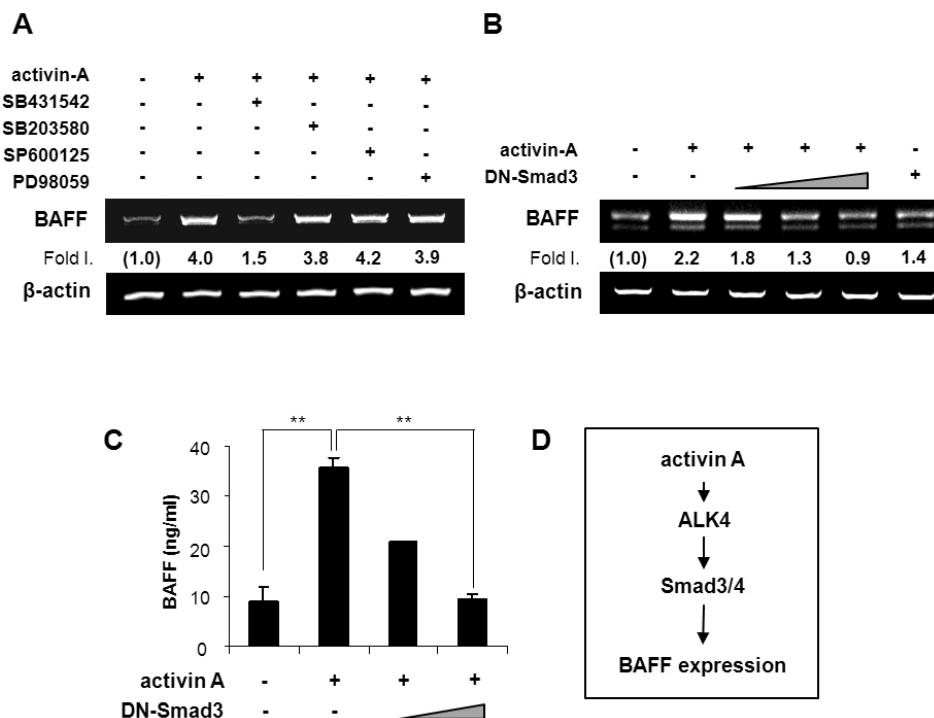 A
activin-A - + + + + +
SB431542 - - + - - -
SB203580 - - - + - -
SP600125 - - - - + -
PD98059 - - - - - +
BAFF
Fold I. (1.0) 4.0 1.5 3.8 4.2 3.9
β-actin
B
activin-A - + + + + -
DN-Smad3 - - +
BAFF
Fold I. (1.0) 2.2 1.8 1.3 0.9 1.4
β-actin
C
** **
BAFF (ng/ml)
40
30
20
10
0
activin A - + + +
DN-Smad3 - -
D
activin A
ALK4
Smad3/4
BAFF expression